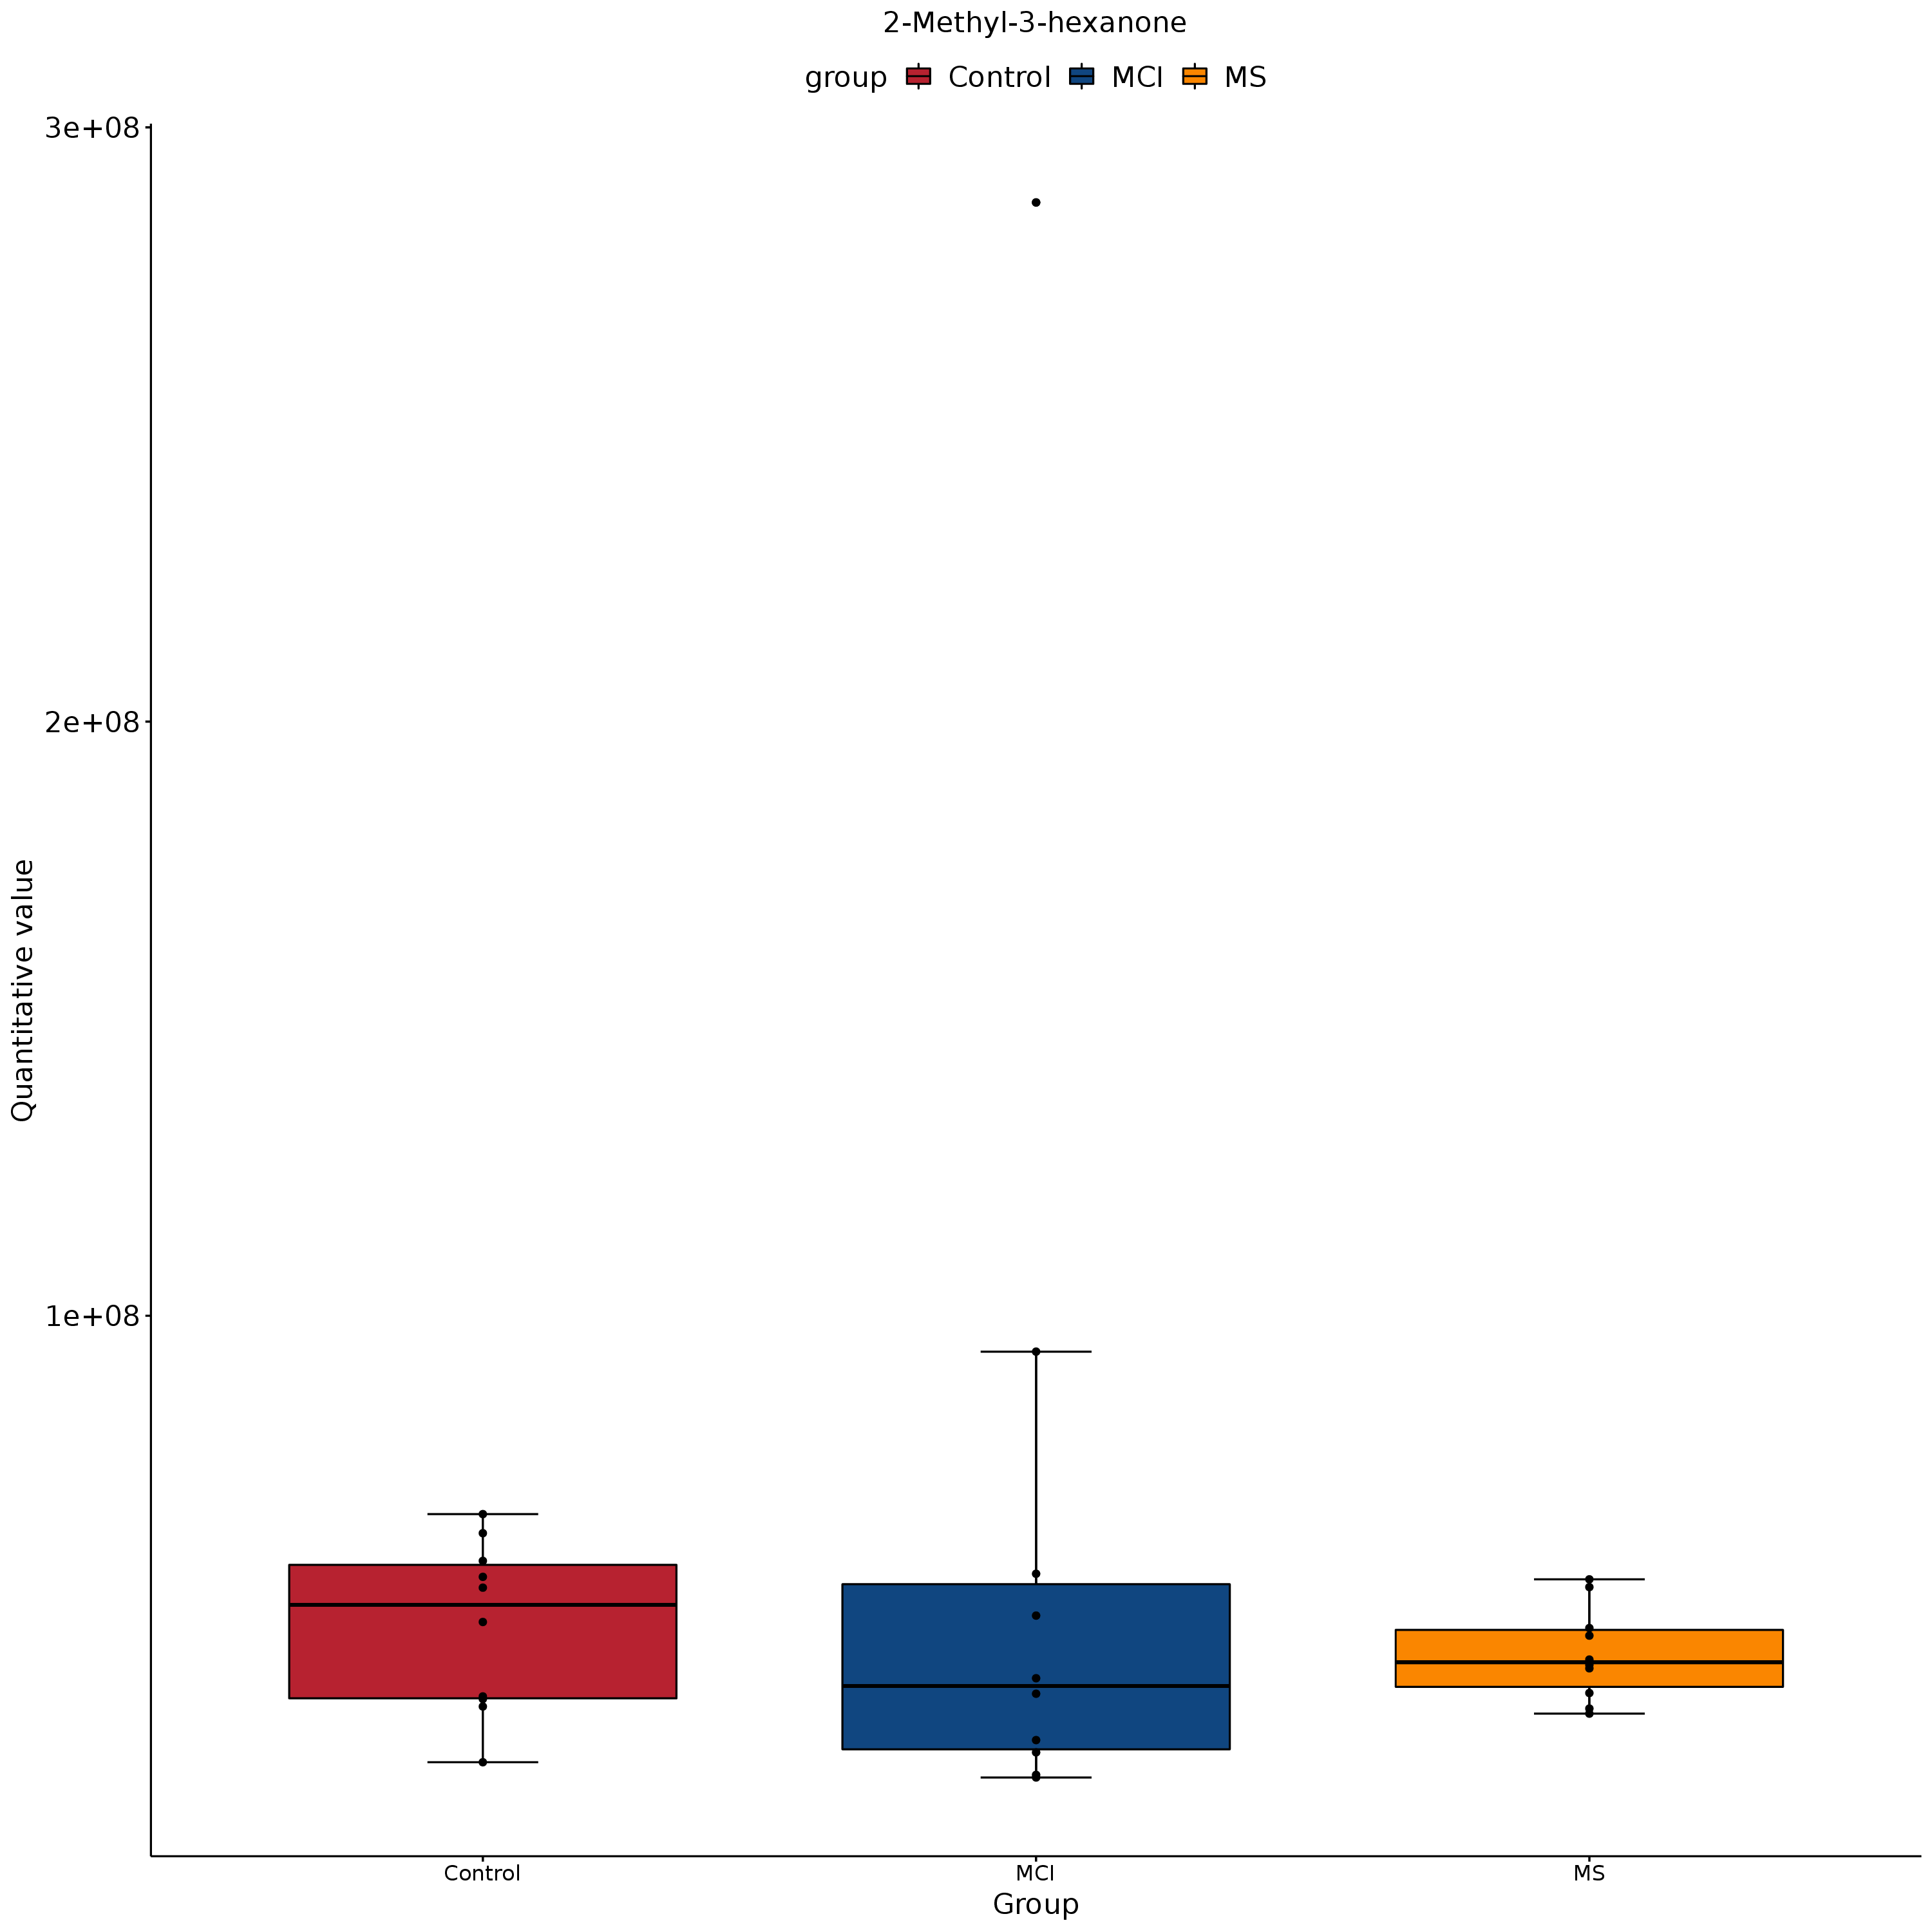 2-Methyl-3-hexanone
group Control MCI MS
3e+08
2e+08
1e+08
Quantitative value
Control MCI MS
Group